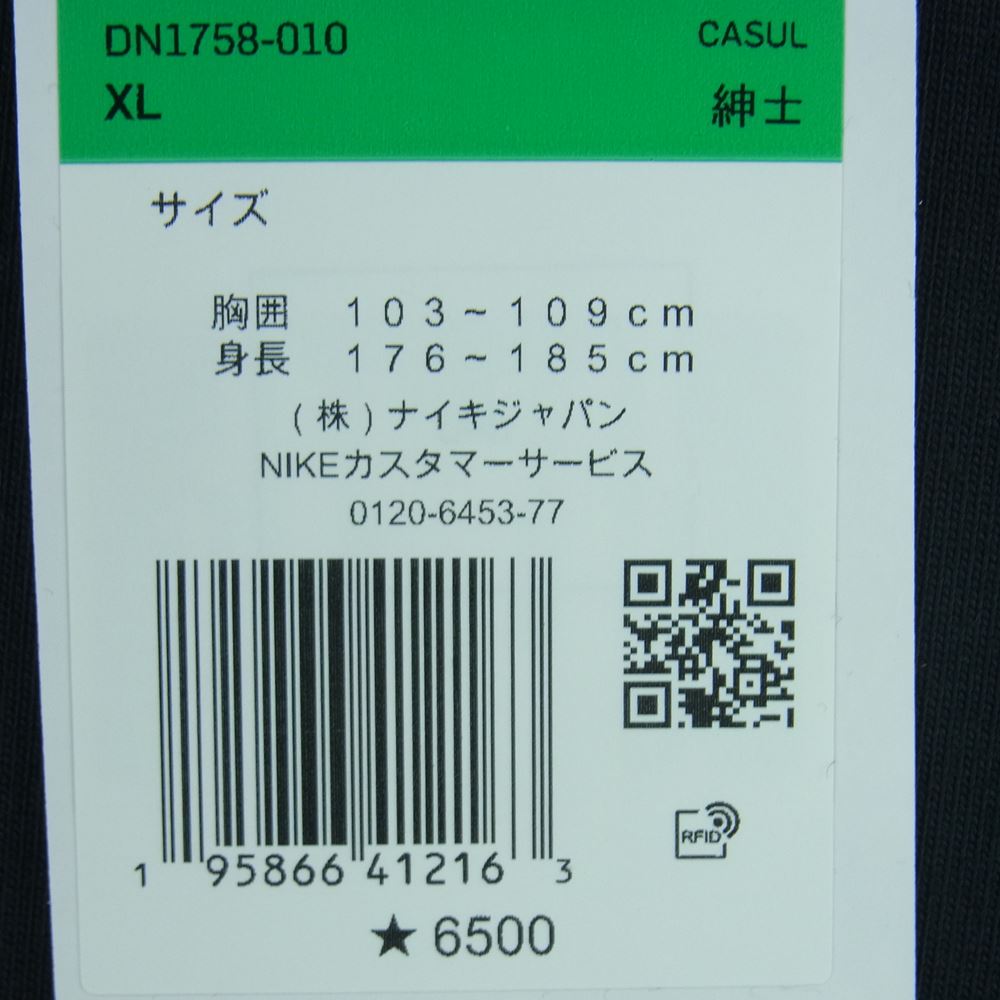 DN1758-010 CASUL
XL 紳士
サイズ
胸囲 103~109cm
身長 176~185cm
(株)ナイキジャパン
NIKEカスタマーサービス
0120-6453-77
RFID
1 95866 41216 3
★6500